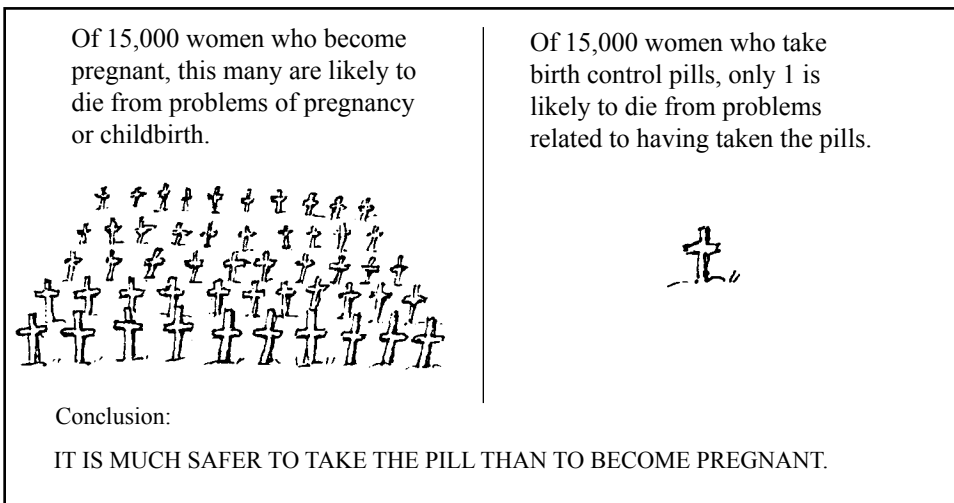 Of 15,000 women who become
pregnant, this many are likely to
die from problems of pregnancy
or childbirth.
Of 15,000 women who take
birth control pills, only 1 is
likely to die from problems
related to having taken the pills.
Conclusion:
IT IS MUCH SAFER TO TAKE THE PILL THAN TO BECOME PREGNANT.